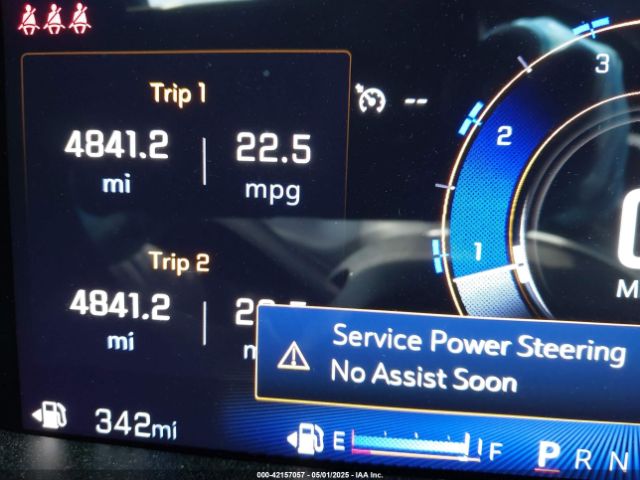 Trip 1
4841.2 mi
22.5 mpg
--
3
2
1
Trip 2
4841.2 mi
Service Power Steering
No Assist Soon
342mi
E F
P R N
000-42157057 - 05/01/2025 - IAA Inc.